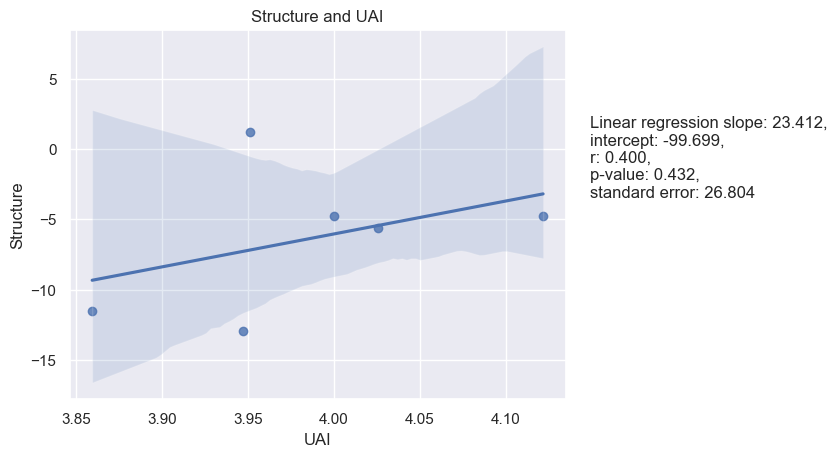 Structure and UAI
5
0
−5
−10
−15
Structure
3.85
3.90
3.95
4.00
4.05
4.10
UAI
Linear regression slope: 23.412,
intercept: -99.699,
r: 0.400,
p-value: 0.432,
standard error: 26.804